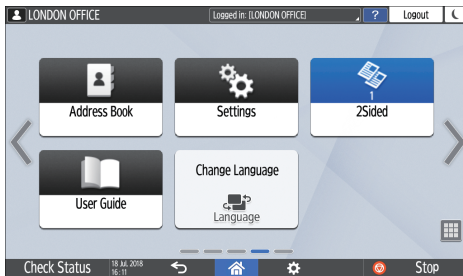 LONDON OFFICE
Logged in: [LONDON OFFICE]
?
Logout
Address Book
Settings
1
2Sided
User Guide
Change Language
Language
Check Status
18 Jul. 2018
16:11
Stop